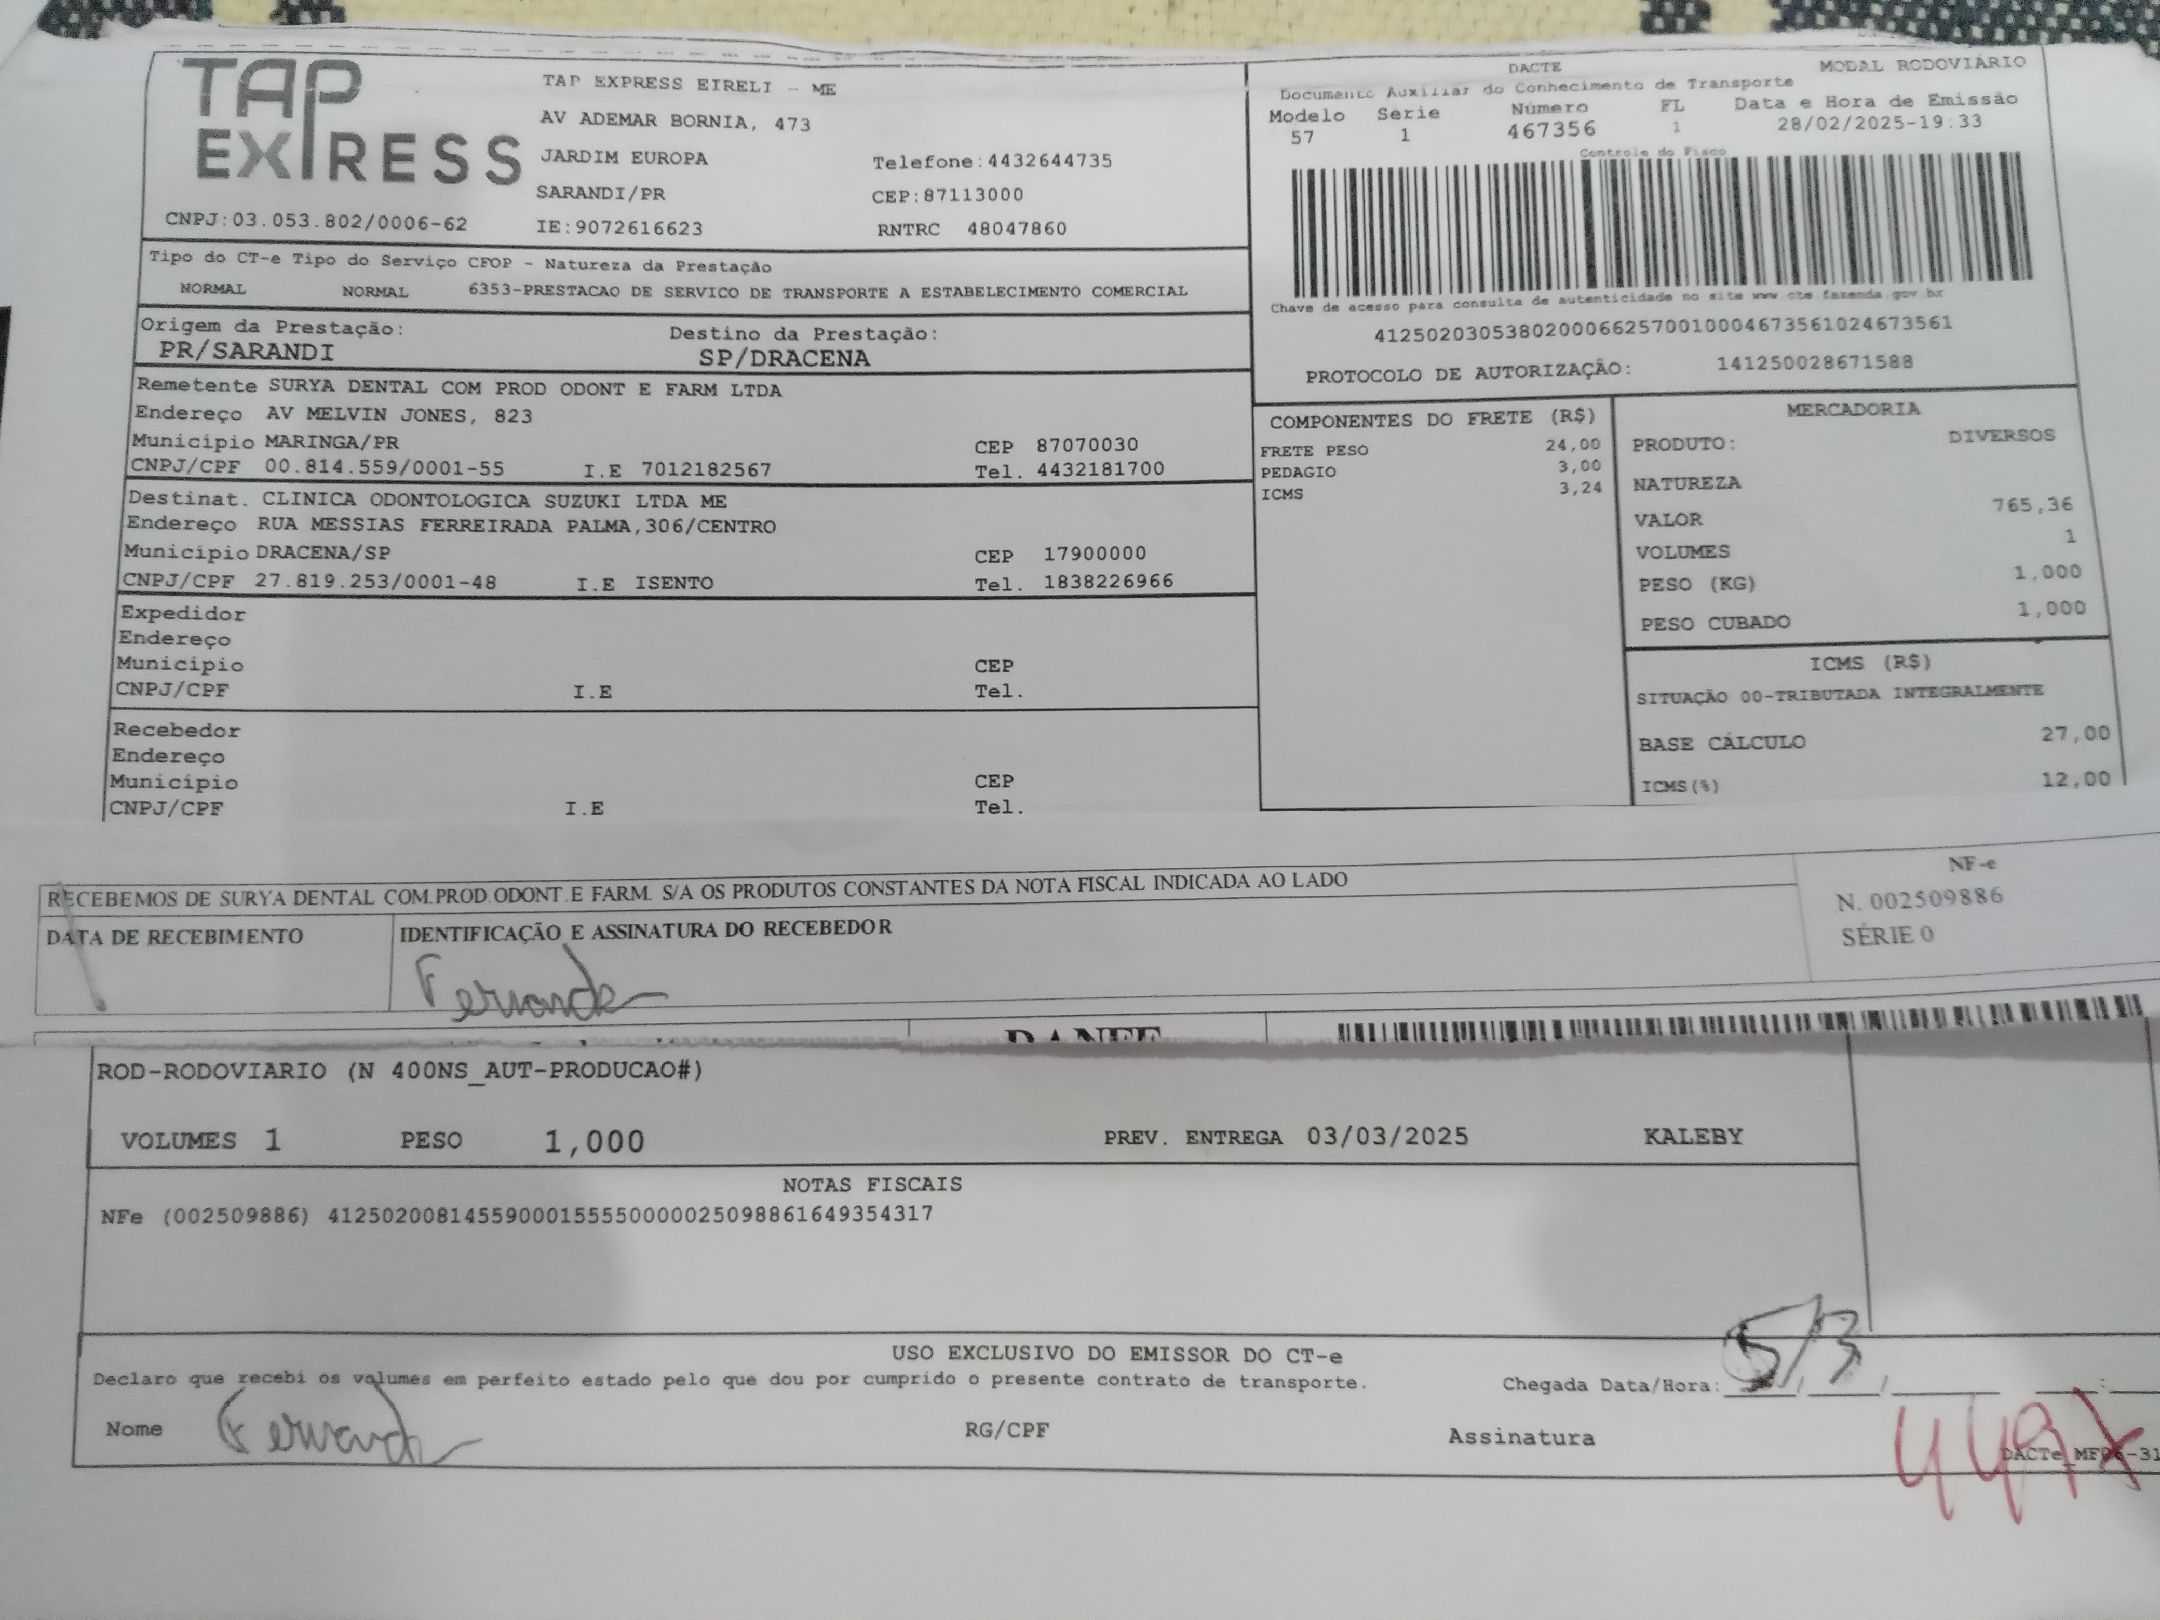 TAP
EXPRESS
TAP EXPRESS EIRELI - ME
AV ADEMAR BORNIA, 473
JARDIM EUROPA Telefone:4432644735
SARANDI/PR CEP:87113000
CNPJ:03.053.802/0006-62 IE:9072616623 RNTRC 48047860
DACTE MODAL RODOVIÁRIO
Documento Auxiliar do Conhecimento de Transporte
Modelo Série Número FL Data e Hora de Emissão
57 1 467356 1 28/02/2025-19:33
Controle do Fisco
Chave de acesso para consulta de autenticidade no site www.cte.fazenda.gov.br
41250203053802000662570010004673561024673561
PROTOCOLO DE AUTORIZAÇÃO: 141250028671588
Tipo do CT-e Tipo do Serviço CFOP - Natureza da Prestação
NORMAL NORMAL 6353-PRESTACAO DE SERVICO DE TRANSPORTE A ESTABELECIMENTO COMERCIAL
Origem da Prestação: Destino da Prestação:
PR/SARANDI SP/DRACENA
Remetente SURYA DENTAL COM PROD ODONT E FARM LTDA
Endereço AV MELVIN JONES, 823
Município MARINGA/PR CEP 87070030
CNPJ/CPF 00.814.559/0001-55 I.E 7012182567 Tel. 4432181700
Destinat. CLINICA ODONTOLOGICA SUZUKI LTDA ME
Endereço RUA MESSIAS FERREIRADA PALMA,306/CENTRO
Município DRACENA/SP CEP 17900000
CNPJ/CPF 27.819.253/0001-48 I.E ISENTO Tel. 1838226966
Expedidor
Endereço
Município CEP
CNPJ/CPF I.E Tel.
Recebedor
Endereço
Município CEP
CNPJ/CPF I.E Tel.
COMPONENTES DO FRETE (R$)
FRETE PESO 24,00
PEDAGIO 3,00
ICMS 3,24
MERCADORIA
PRODUTO: DIVERSOS
NATUREZA
VALOR 765,36
VOLUMES 1
PESO (KG) 1,000
PESO CUBADO 1,000
ICMS (R$)
SITUAÇÃO 00-TRIBUTADA INTEGRALMENTE
BASE CÁLCULO 27,00
ICMS(%) 12,00
RECEBEMOS DE SURYA DENTAL COM.PROD.ODONT.E FARM. S/A OS PRODUTOS CONSTANTES DA NOTA FISCAL INDICADA AO LADO
NF-e
N. 002509886
SÉRIE 0
DATA DE RECEBIMENTO IDENTIFICAÇÃO E ASSINATURA DO RECEBEDOR
Fernanda
DANFE
ROD-RODOVIARIO (N 400NS_AUT-PRODUCAO#)
VOLUMES 1 PESO 1,000 PREV. ENTREGA 03/03/2025 KALEBY
NOTAS FISCAIS
NFe (002509886) 41250200814559000155550000025098861649354317
USO EXCLUSIVO DO EMISSOR DO CT-e
Declaro que recebi os volumes em perfeito estado pelo que dou por cumprido o presente contrato de transporte. Chegada Data/Hora: 5/3
Nome Fernanda RG/CPF Assinatura